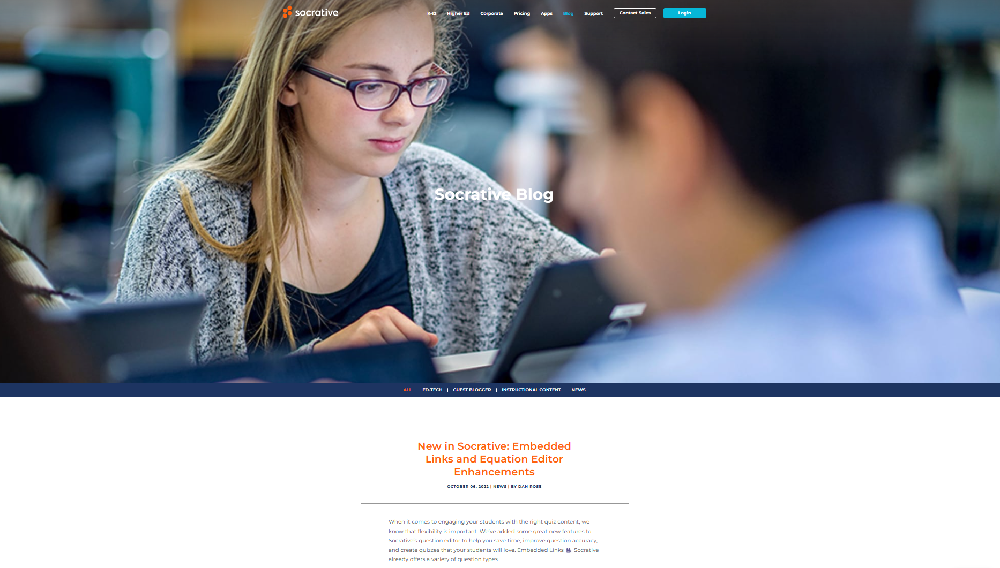 socrative
K-12 Higher Ed Corporate Pricing Apps Blog Support Contact Sales Login
Socrative Blog
ALL | ED-TECH | GUEST BLOGGER | INSTRUCTIONAL CONTENT | NEWS
New in Socrative: Embedded
Links and Equation Editor
Enhancements
OCTOBER 06, 2022 | NEWS | BY DAN ROSE
When it comes to engaging your students with the right quiz content, we
know that flexibility is important. We've added some great new features to
Socrative's question editor to help you save time, improve question accuracy,
and create quizzes that your students will love. Embedded Links 🎥 Socrative
already offers a variety of question types...